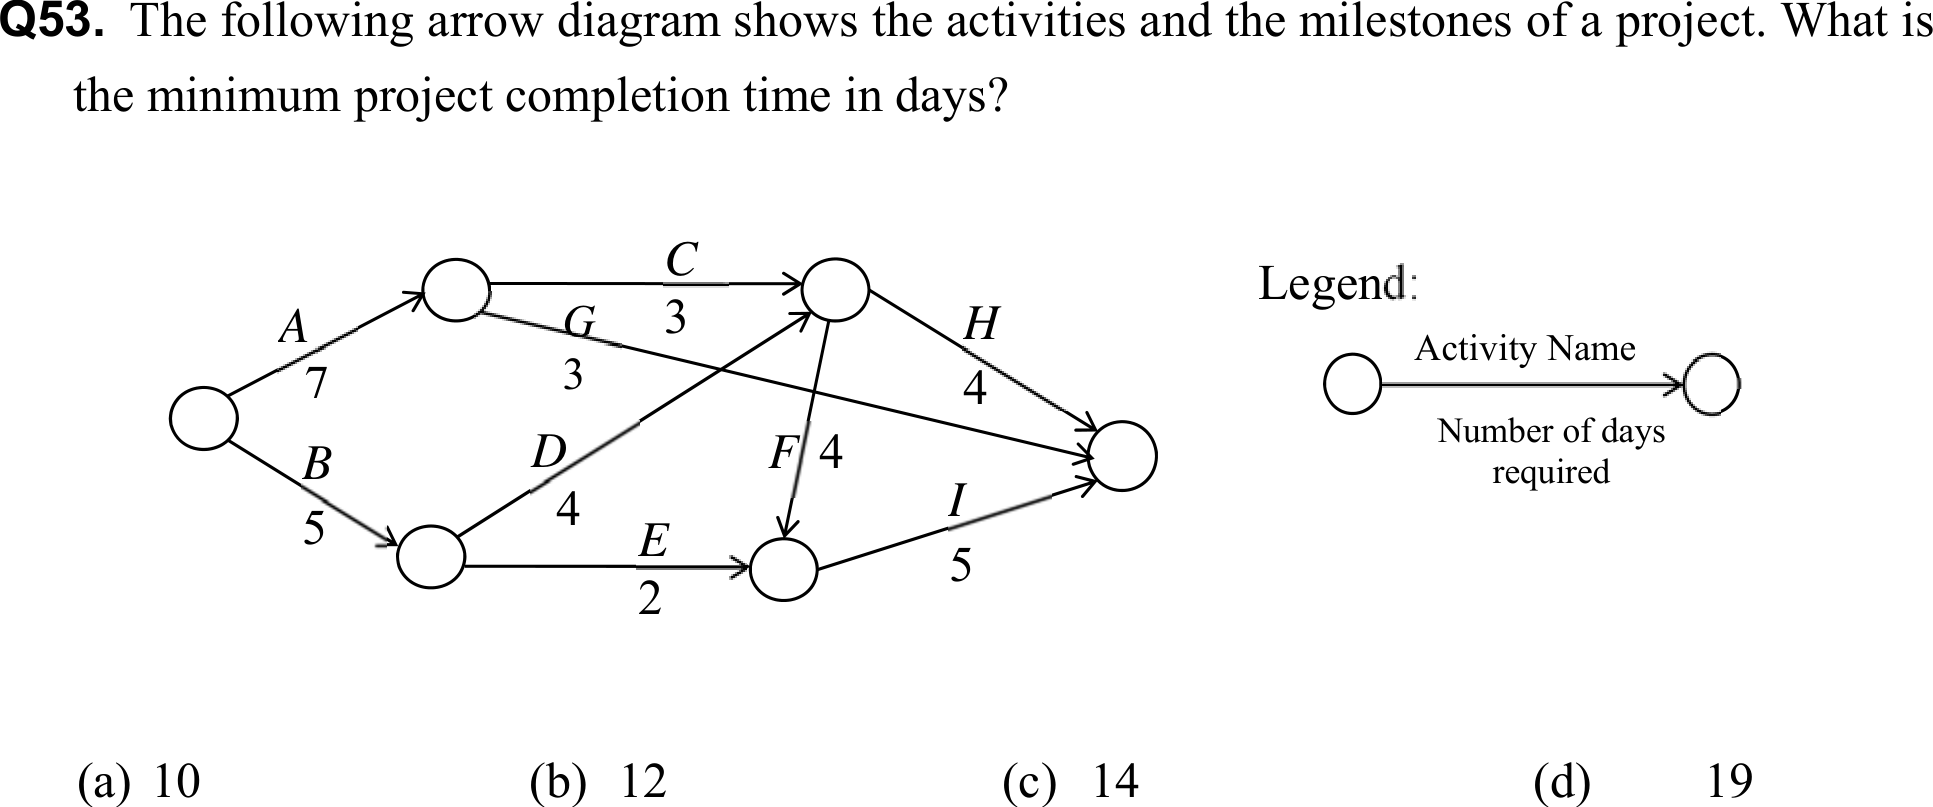 Q53. The following arrow diagram shows the activities and the milestones of a project. What is
the minimum project completion time in days?
C
3
A
7
G
3
H
4
Legend:
Activity Name
Number of days
required
B
5
D
4
F 4
E
2
I
5
(a) 10 (b) 12 (c) 14 (d) 19